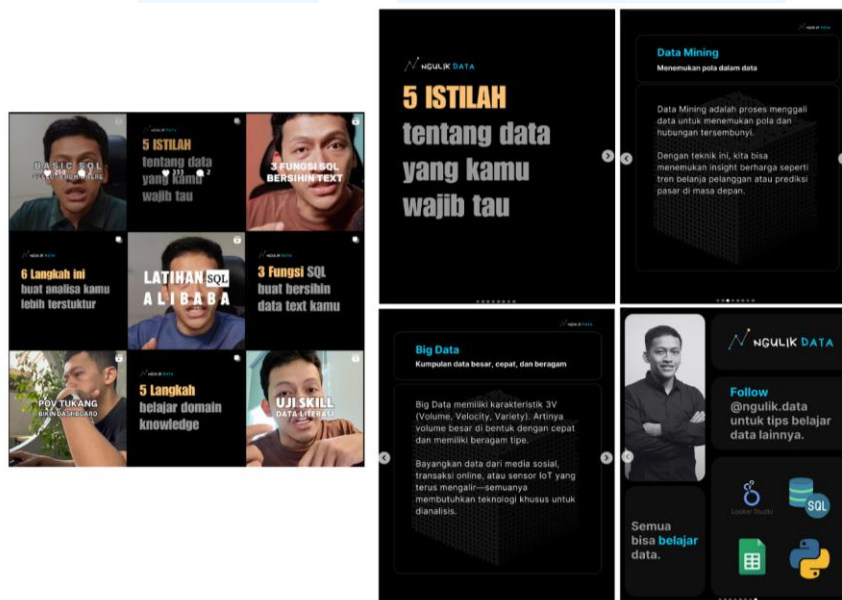 BASIC SQL
5 ISTILAH
tentang data
yang kamu
wajib tau
333
2
3 FUNGSI SQL
BERSIHIN TEXT
NGULIK DATA
6 Langkah ini
buat analisa kamu
lebih terstuktur
LATIHAN SQL
ALIBABA
NGULIK DATA
3 Fungsi SQL
buat bersihin
data text kamu
POV TUKANG
BIKIN DASHBOARD
NGULIK DATA
5 Langkah
belajar domain
knowledge
UJI SKILL
DATA LITERASI
NGULIK DATA
5 ISTILAH
tentang data
yang kamu
wajib tau
NGULIK DATA
Data Mining
Menemukan pola dalam data
Data Mining adalah proses menggali
data untuk menemukan pola dan
hubungan tersembunyi.
Dengan teknik ini, kita bisa
menemukan insight berharga seperti
tren belanja pelanggan atau prediksi
pasar di masa depan.
NGULIK DATA
Big Data
Kumpulan data besar, cepat, dan beragam
Big Data memiliki karakteristik 3V
(Volume, Velocity, Variety). Artinya
volume besar di bentuk dengan cepat
dan memiliki beragam tipe.
Bayangkan data dari media sosial,
transaksi online, atau sensor IoT yang
terus mengalir—semuanya
membutuhkan teknologi khusus untuk
dianalisis.
NGULIK DATA
Follow
@ngulik.data
untuk tips belajar
data lainnya.
Semua
bisa belajar
data.
Looker Studio
SQL